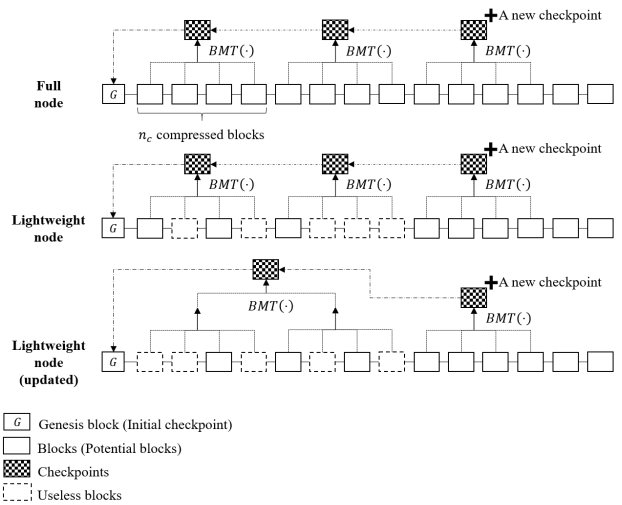 A new checkpoint
BMT(·) BMT(·) BMT(·)
Full
node
G
n_c compressed blocks
A new checkpoint
BMT(·) BMT(·) BMT(·)
Lightweight
node
G
A new checkpoint
BMT(·) BMT(·)
Lightweight
node
(updated)
G
G Genesis block (Initial checkpoint)
Blocks (Potential blocks)
Checkpoints
Useless blocks